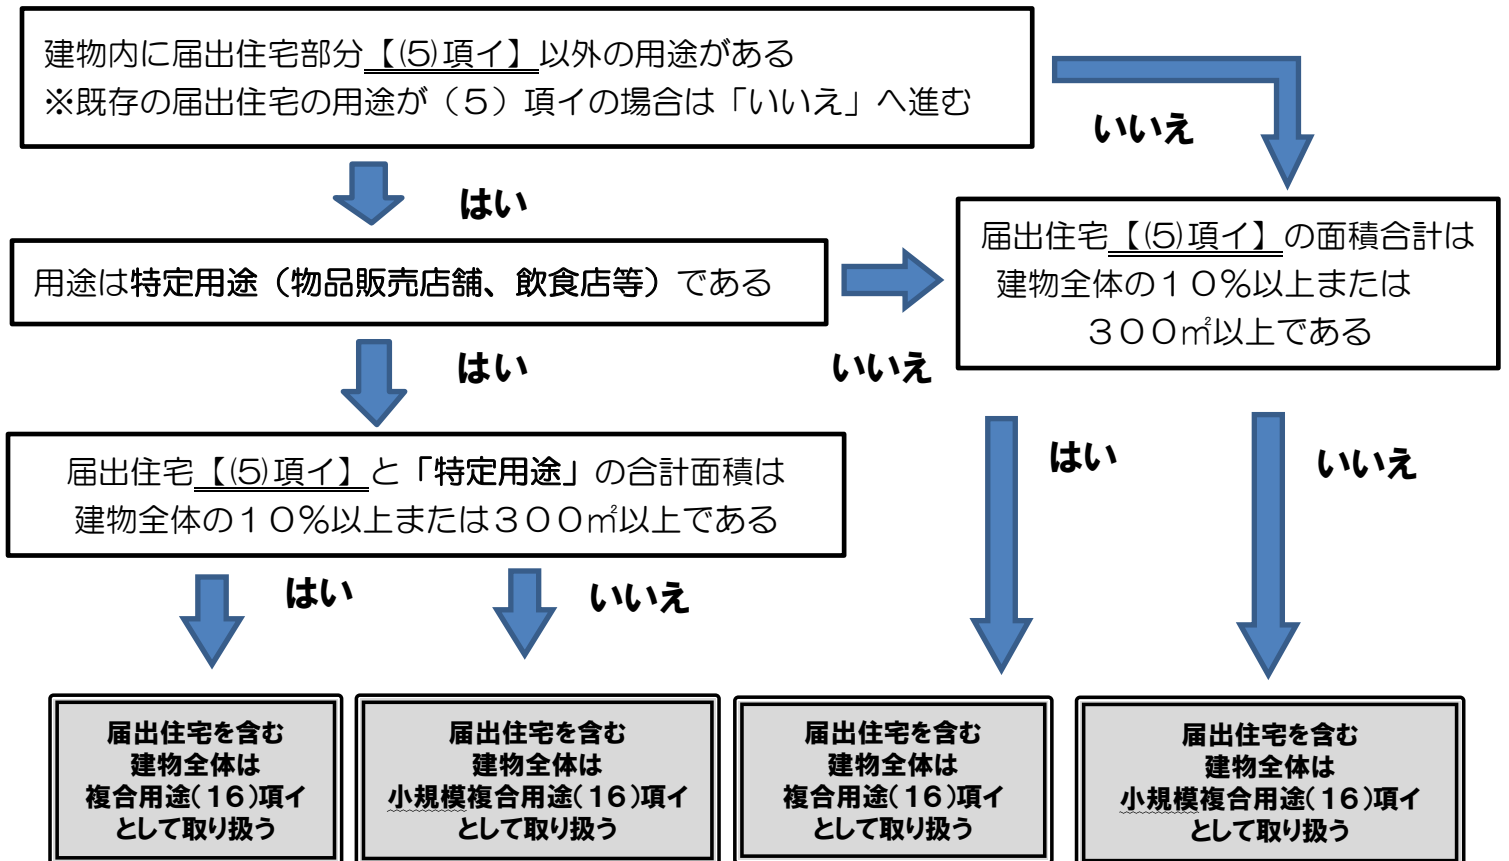 建物内に届出住宅部分【⑸項イ】以外の用途がある
※既存の届出住宅の用途が（５）項イの場合は「いいえ」へ進む
いいえ
はい
用途は特定用途（物品販売店舗、飲食店等）である
届出住宅【⑸項イ】の面積合計は
建物全体の１０％以上または
３００㎡以上である
はい
いいえ
届出住宅【⑸項イ】と「特定用途」の合計面積は
建物全体の１０％以上または３００㎡以上である
はい
いいえ
はい
いいえ
届出住宅を含む
建物全体は
複合用途（１６）項イ
として取り扱う
届出住宅を含む
建物全体は
小規模複合用途（１６）項イ
として取り扱う
届出住宅を含む
建物全体は
複合用途（１６）項イ
として取り扱う
届出住宅を含む
建物全体は
小規模複合用途（１６）項イ
として取り扱う